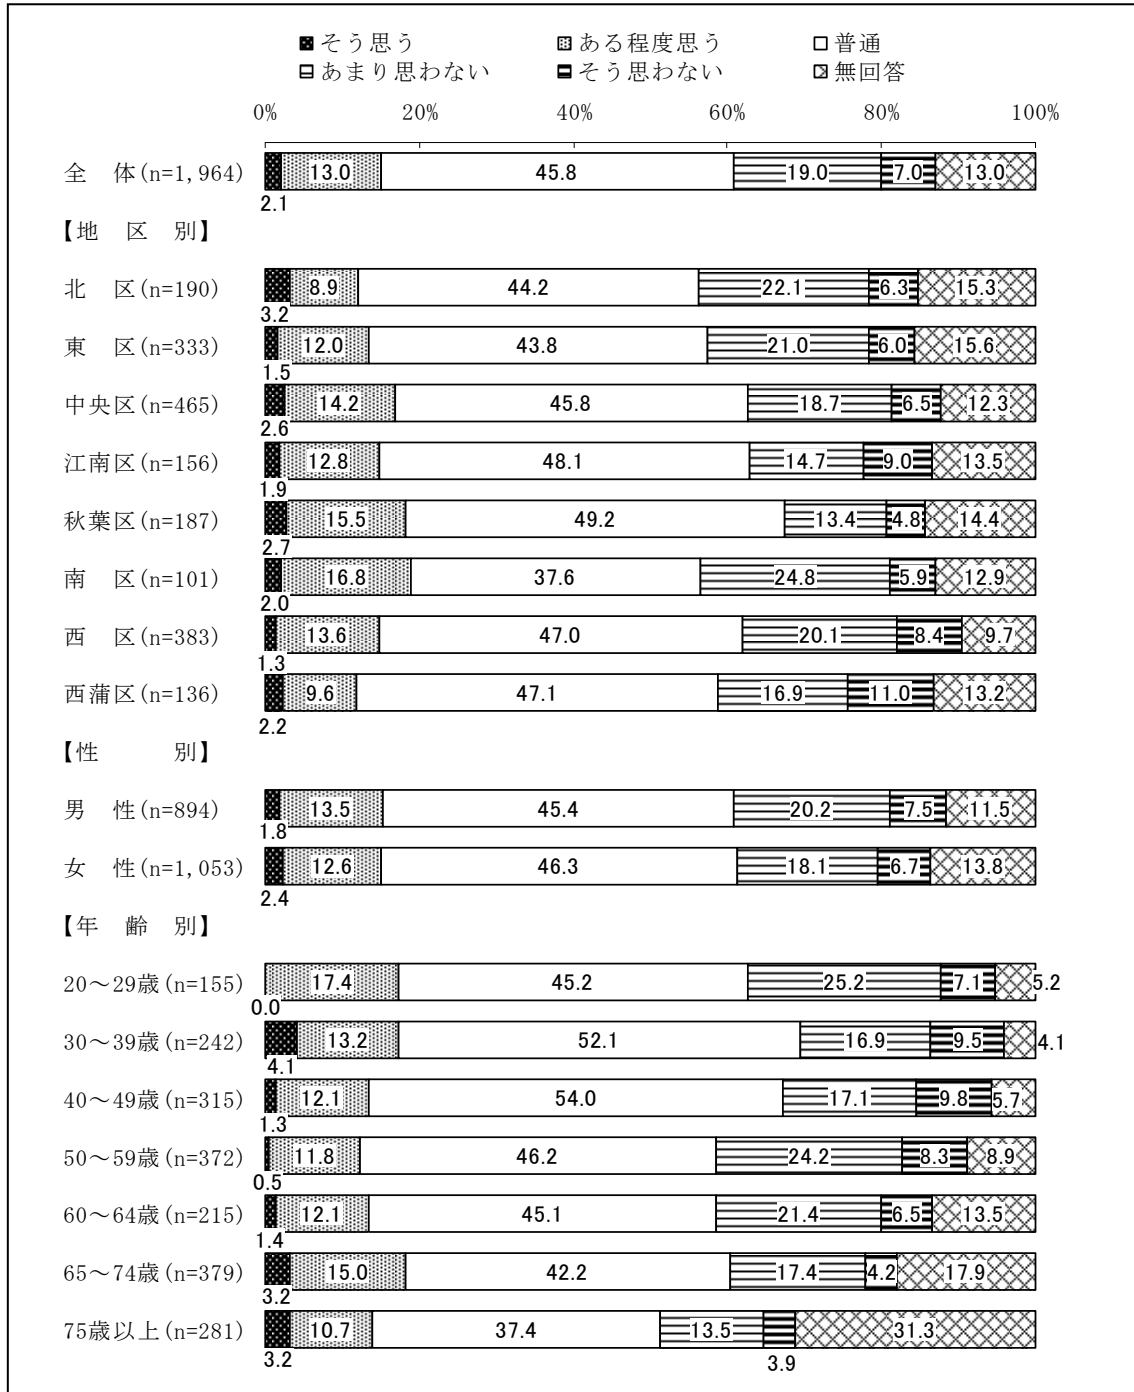 そう思う ある程度思う 普通
あまり思わない そう思わない 無回答
0% 20% 40% 60% 80% 100%
全 体(n=1,964) 13.0 45.8 19.0 7.0 13.0
2.1
【地 区 別】
北 区(n=190) 8.9 44.2 22.1 6.3 15.3
3.2
東 区(n=333) 12.0 43.8 21.0 6.0 15.6
1.5
中央区(n=465) 14.2 45.8 18.7 6.5 12.3
2.6
江南区(n=156) 12.8 48.1 14.7 9.0 13.5
1.9
秋葉区(n=187) 15.5 49.2 13.4 4.8 14.4
2.7
南 区(n=101) 16.8 37.6 24.8 5.9 12.9
2.0
西 区(n=383) 13.6 47.0 20.1 8.4 9.7
1.3
西蒲区(n=136) 9.6 47.1 16.9 11.0 13.2
2.2
【性 別】
男 性(n=894) 13.5 45.4 20.2 7.5 11.5
1.8
女 性(n=1,053) 12.6 46.3 18.1 6.7 13.8
2.4
【年 齢 別】
20～29歳(n=155) 17.4 45.2 25.2 7.1 5.2
0.0
30～39歳(n=242) 13.2 52.1 16.9 9.5 4.1
4.1
40～49歳(n=315) 12.1 54.0 17.1 9.8 5.7
1.3
50～59歳(n=372) 11.8 46.2 24.2 8.3 8.9
0.5
60～64歳(n=215) 12.1 45.1 21.4 6.5 13.5
1.4
65～74歳(n=379) 15.0 42.2 17.4 4.2 17.9
3.2
75歳以上(n=281) 10.7 37.4 13.5 31.3
3.2 3.9